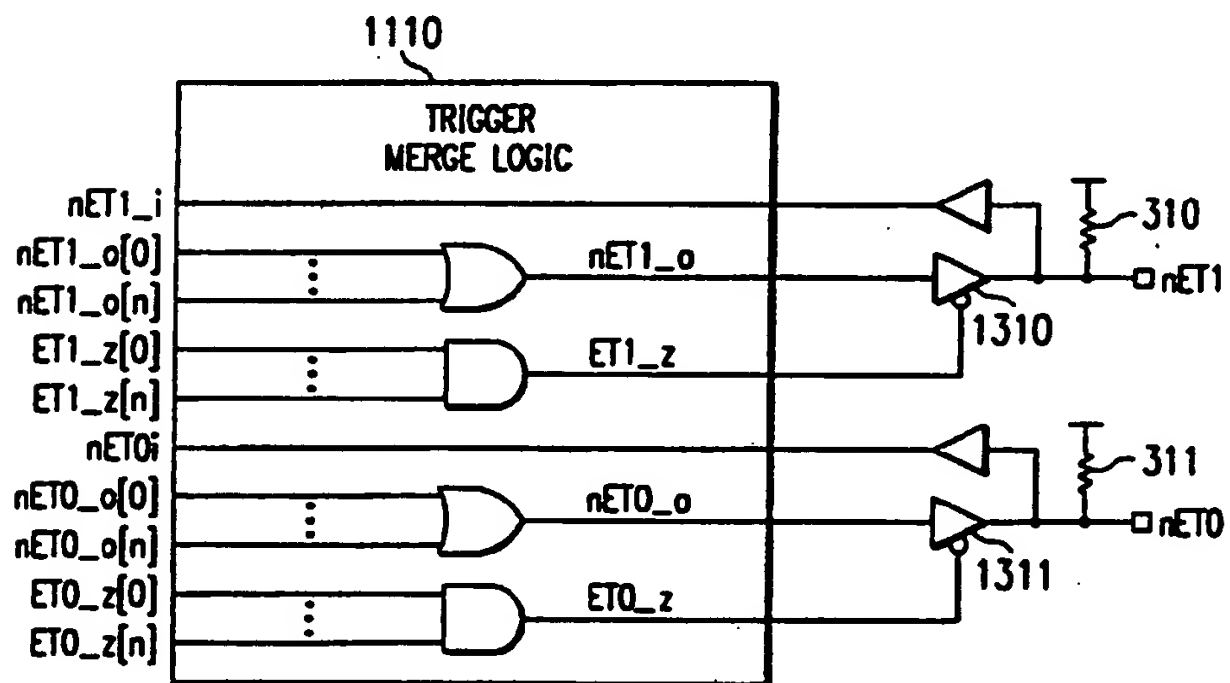 1110
TRIGGER
MERGE LOGIC
nET1_i
310
nET1_o[0]
nET1_o
nET1
nET1_o[n]
1310
ET1_z[0]
ET1_z
ET1_z[n]
nET0i
311
nET0_o[0]
nET0_o
nET0
nET0_o[n]
1311
ET0_z[0]
ET0_z
ET0_z[n]